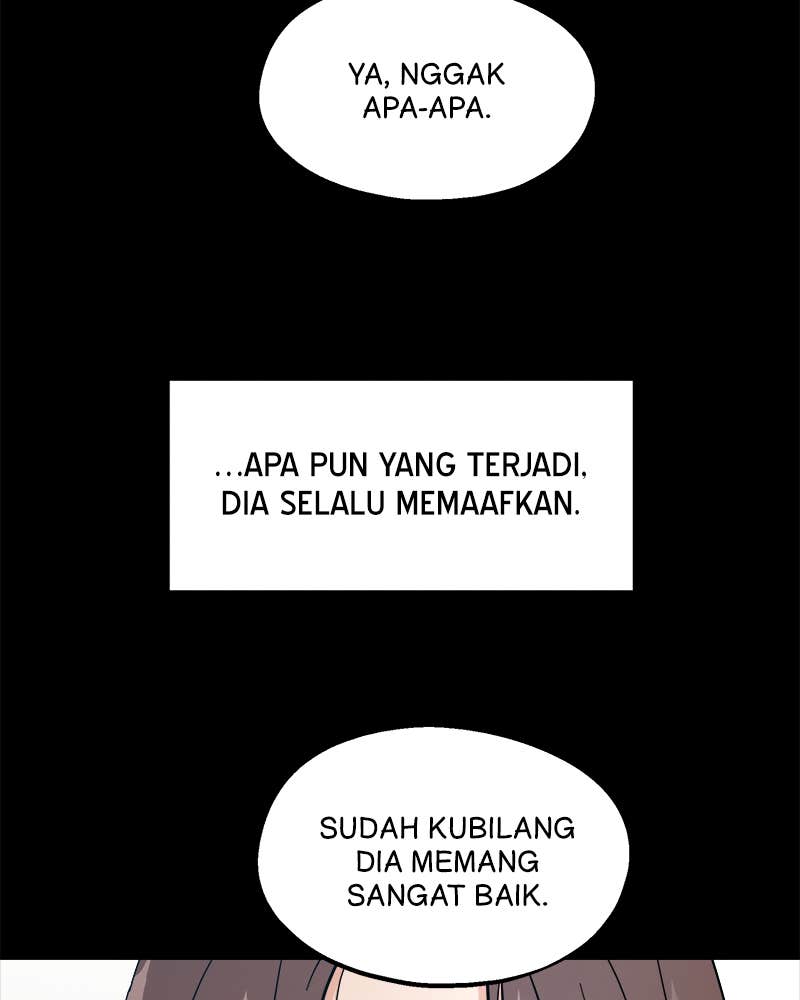 YA, NGGAK
APA-APA.
...APA PUN YANG TERJADI,
DIA SELALU MEMAAFKAN.
SUDAH KUBILANG
DIA MEMANG
SANGAT BAIK.